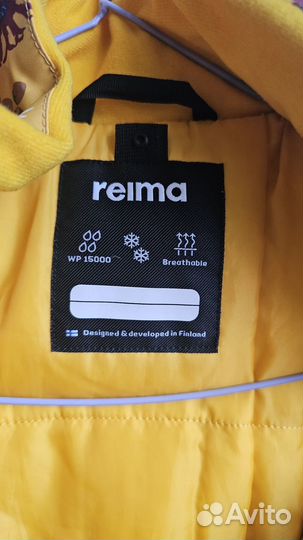 reima
WP 15000
Breathable
Designed & developed in Finland
Avito